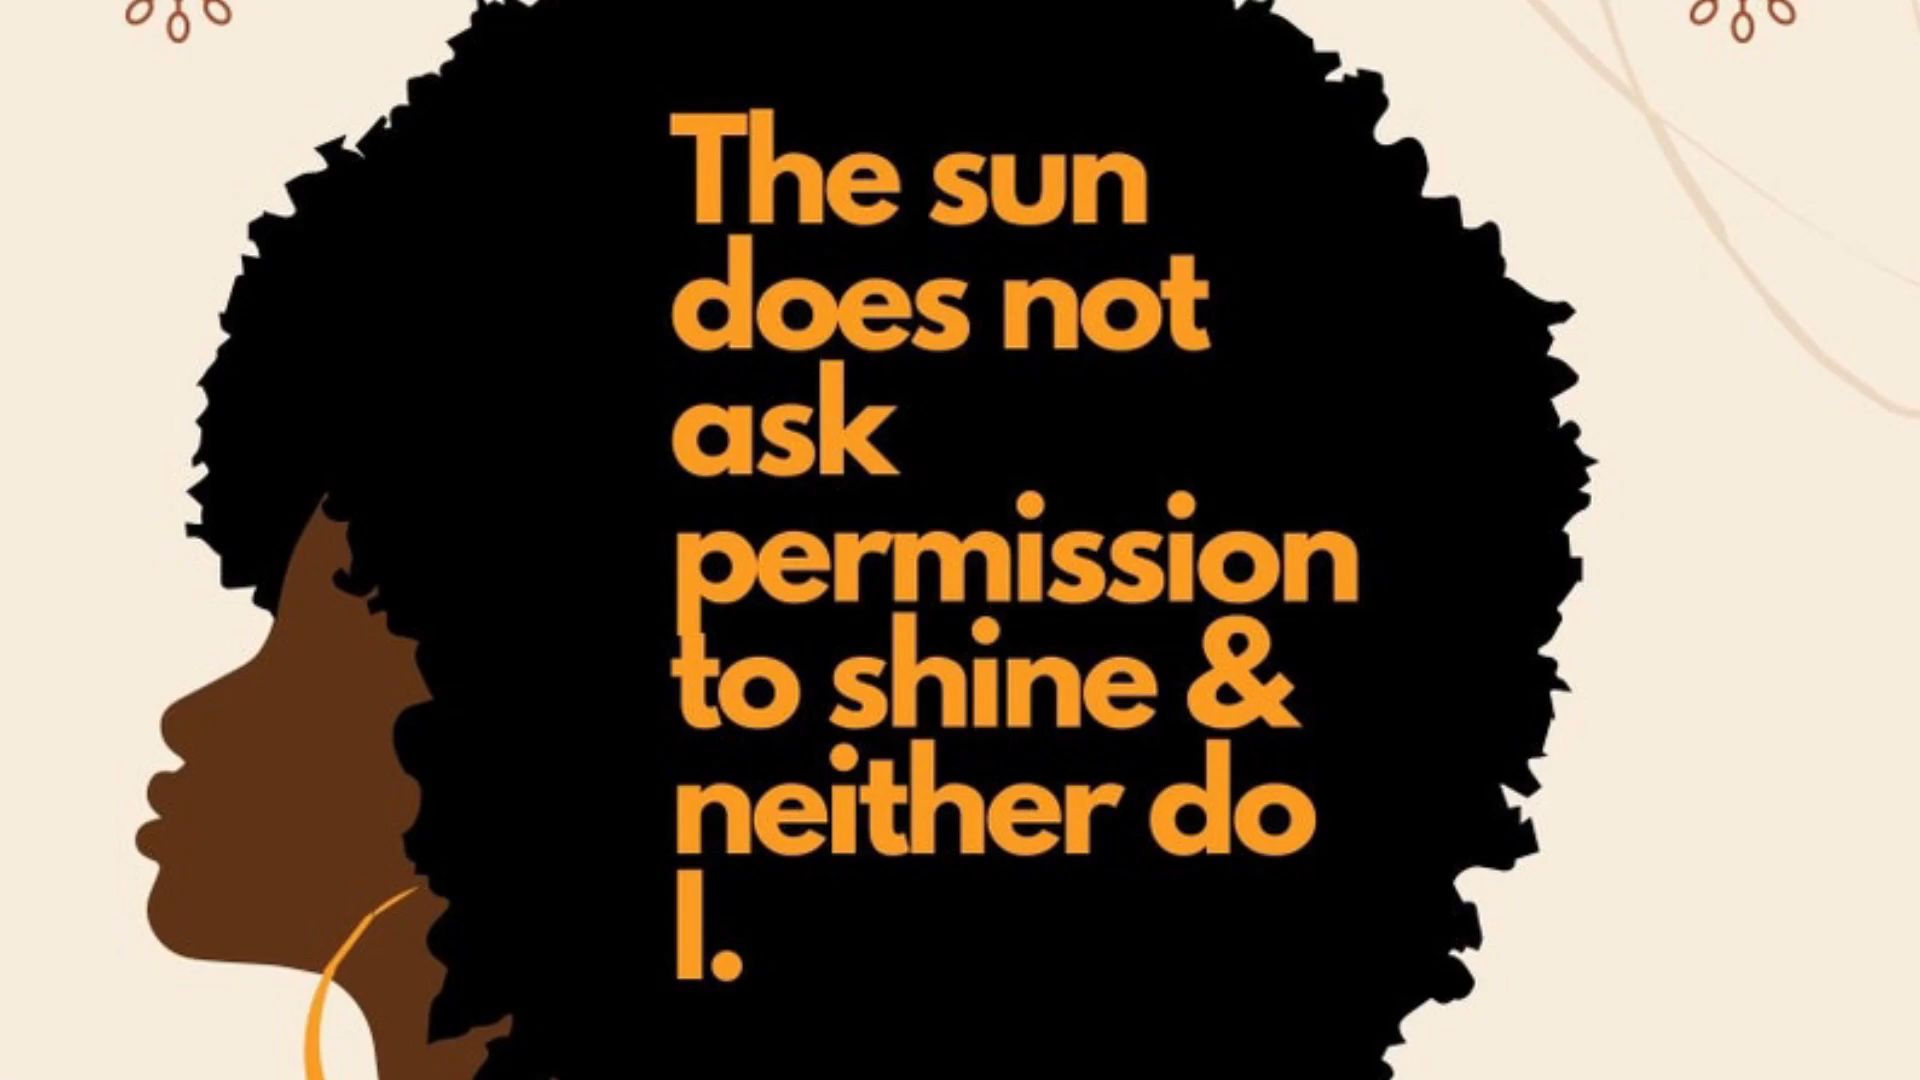 The sun
does not
ask
permission
to shine &
neither do
I.